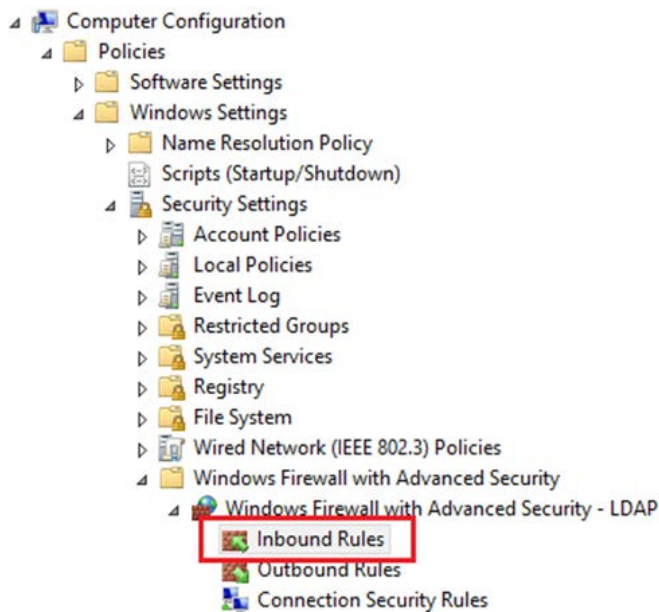 Computer Configuration
Policies
Software Settings
Windows Settings
Name Resolution Policy
Scripts (Startup/Shutdown)
Security Settings
Account Policies
Local Policies
Event Log
Restricted Groups
System Services
Registry
File System
Wired Network (IEEE 802.3) Policies
Windows Firewall with Advanced Security
Windows Firewall with Advanced Security - LDAP
Inbound Rules
Outbound Rules
Connection Security Rules